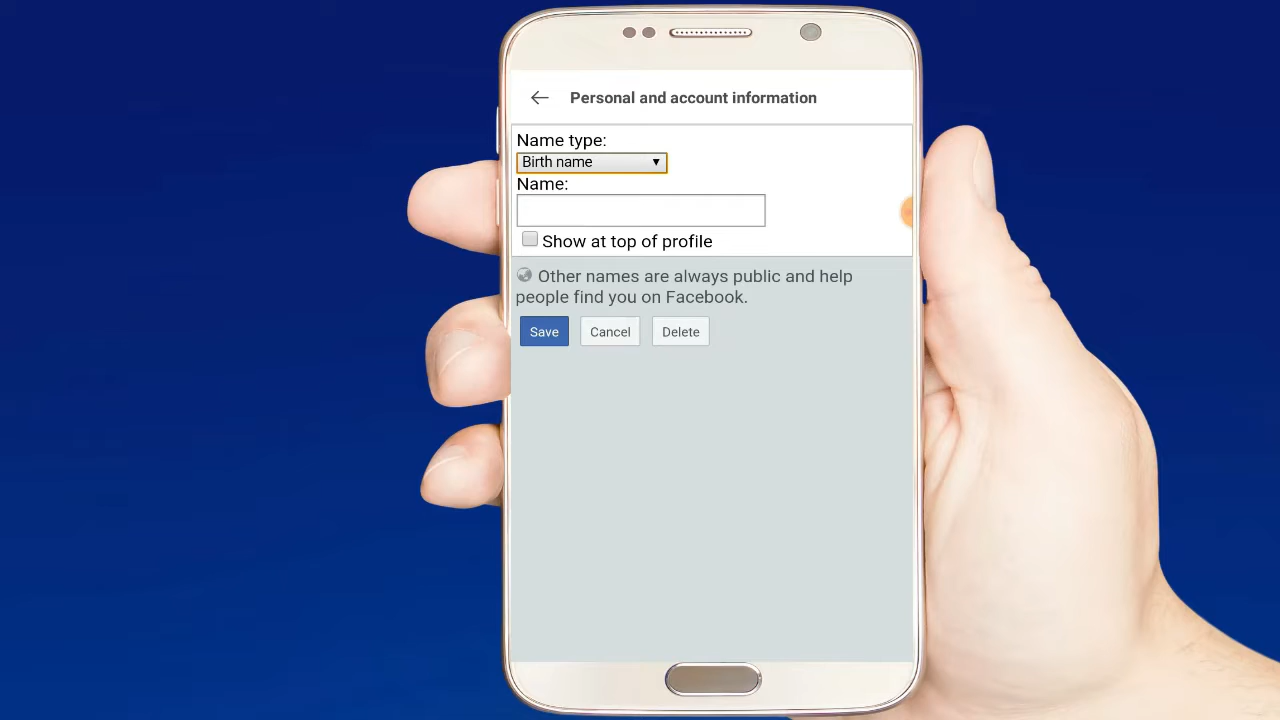 Personal and account information
Name type:
Birth name
Name:
Show at top of profile
Other names are always public and help
people find you on Facebook.
Save Cancel Delete